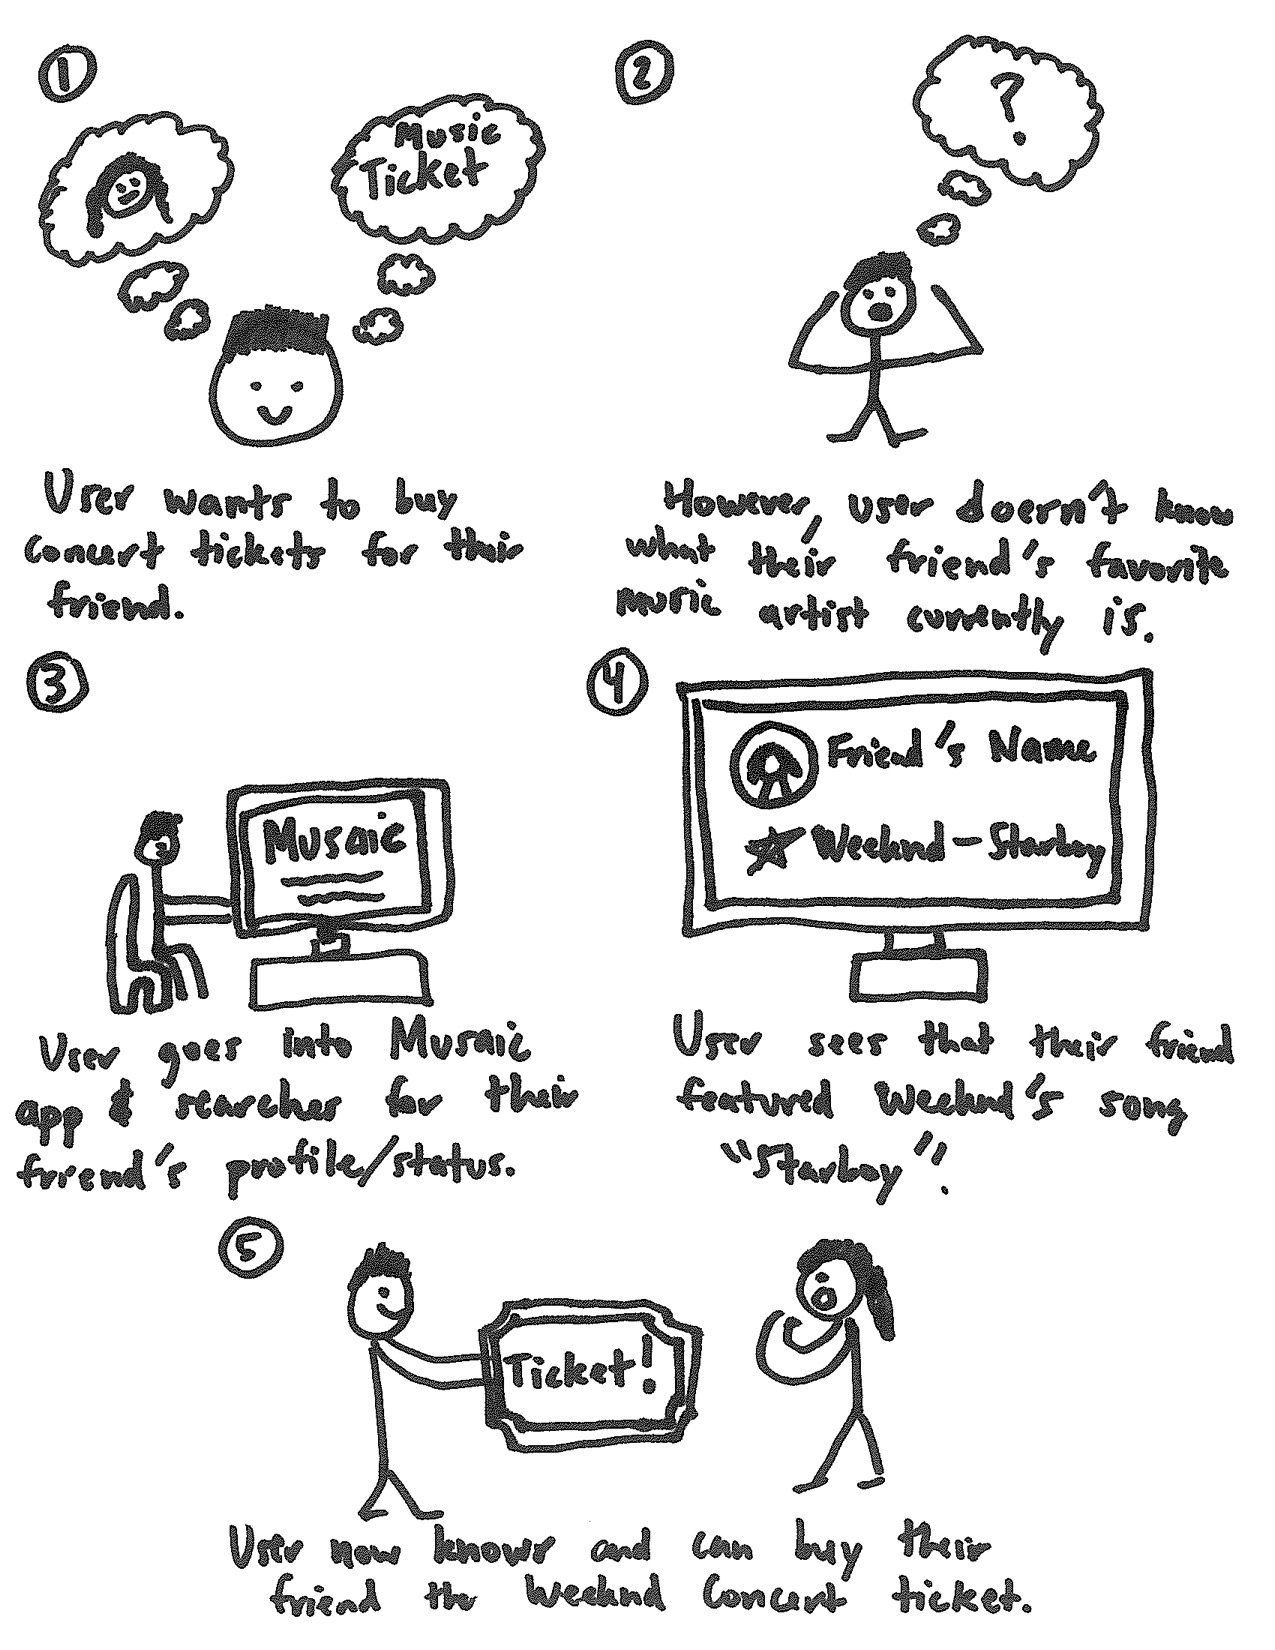 1
Music
Ticket
User wants to buy
concert tickets for their
friend.
2
?
However, user doesn't know
what their friend's favorite
music artist currently is.
3
Musaic
User goes into Musaic
app & searches for their
friend's profile/status.
4
Friend's Name
Weeknd - Starboy
User sees that their friend
featured Weeknd's song
"Starboy".
5
Ticket!
User now knows and can buy their
friend the Weeknd Concert ticket.